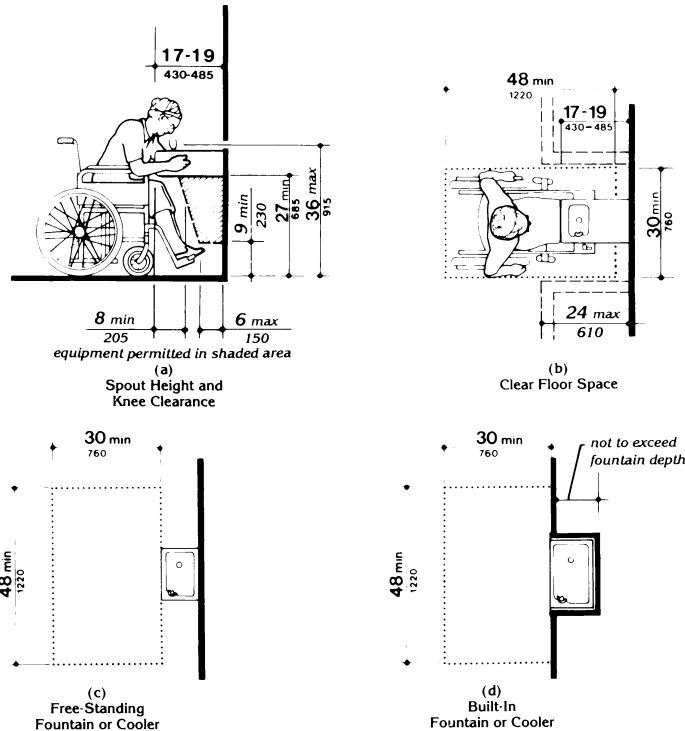 17-19
430-485
27 min
685
36 max
915
9 min
230
8 min
205
6 max
150
equipment permitted in shaded area
(a)
Spout Height and
Knee Clearance
48 min
1220
17-19
430-485
30 min
760
24 max
610
(b)
Clear Floor Space
30 min
760
48 min
1220
(c)
Free-Standing
Fountain or Cooler
30 min
760
not to exceed
fountain depth
48 min
1220
(d)
Built-In
Fountain or Cooler